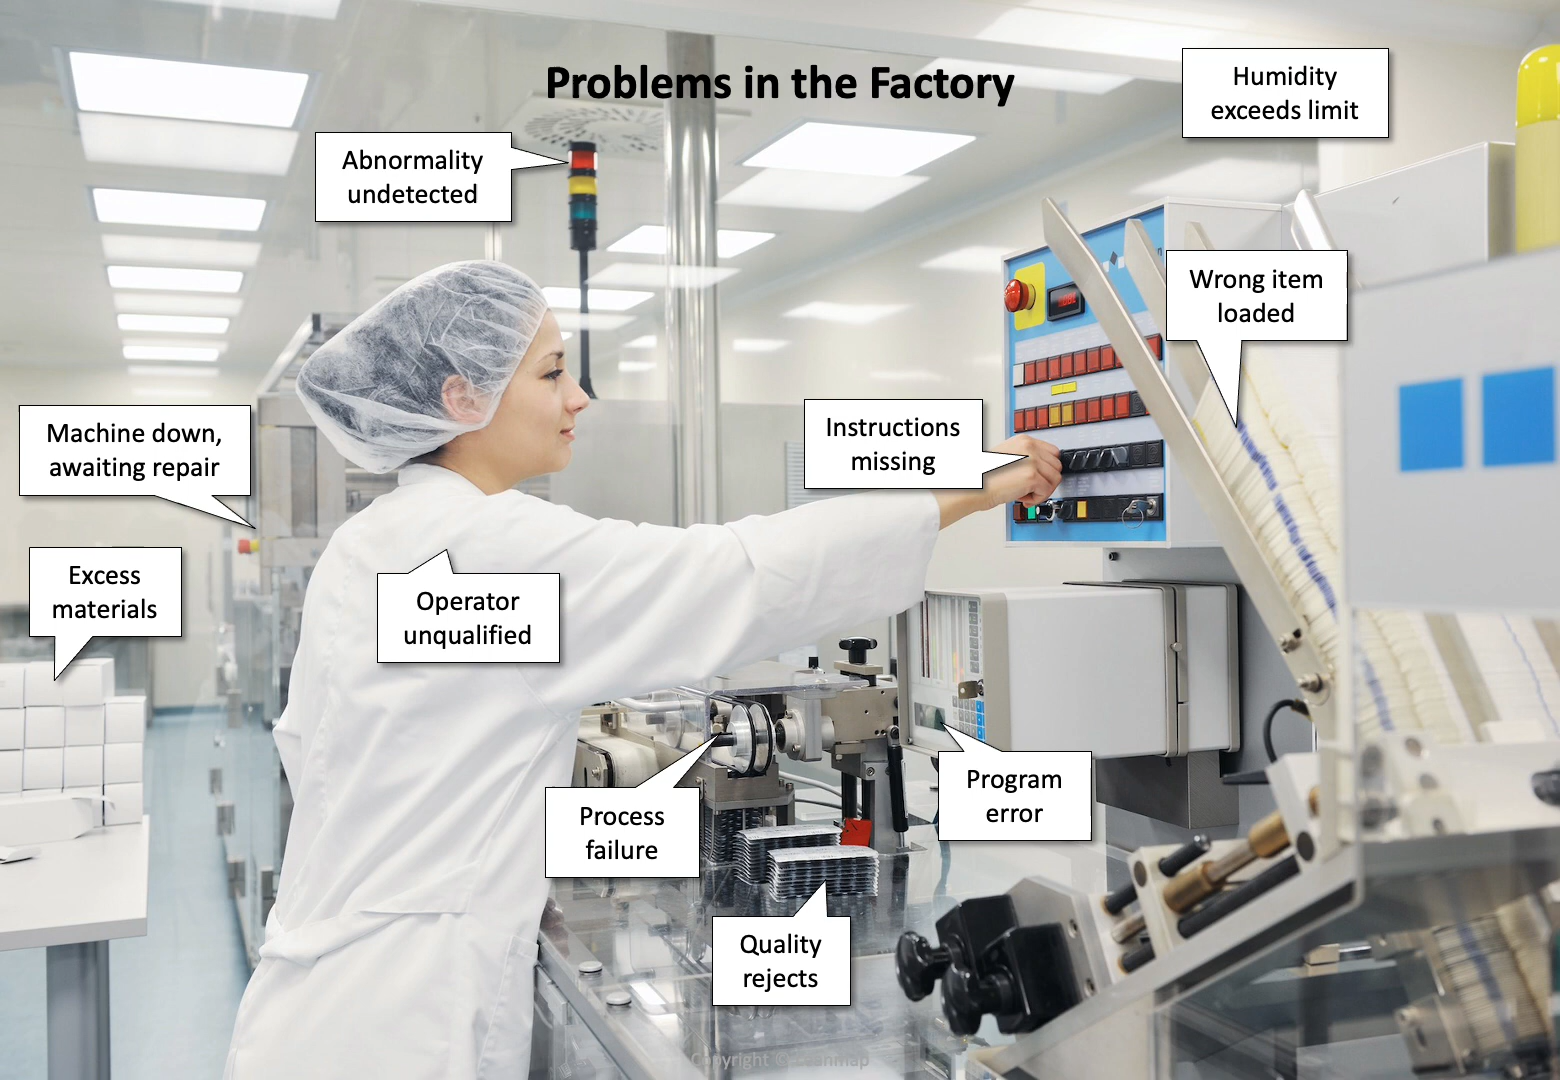 Problems in the Factory
Humidity
exceeds limit
Abnormality
undetected
Wrong item
loaded
Machine down,
awaiting repair
Instructions
missing
Excess
materials
Operator
unqualified
Program
error
Process
failure
Quality
rejects
Copyright ©